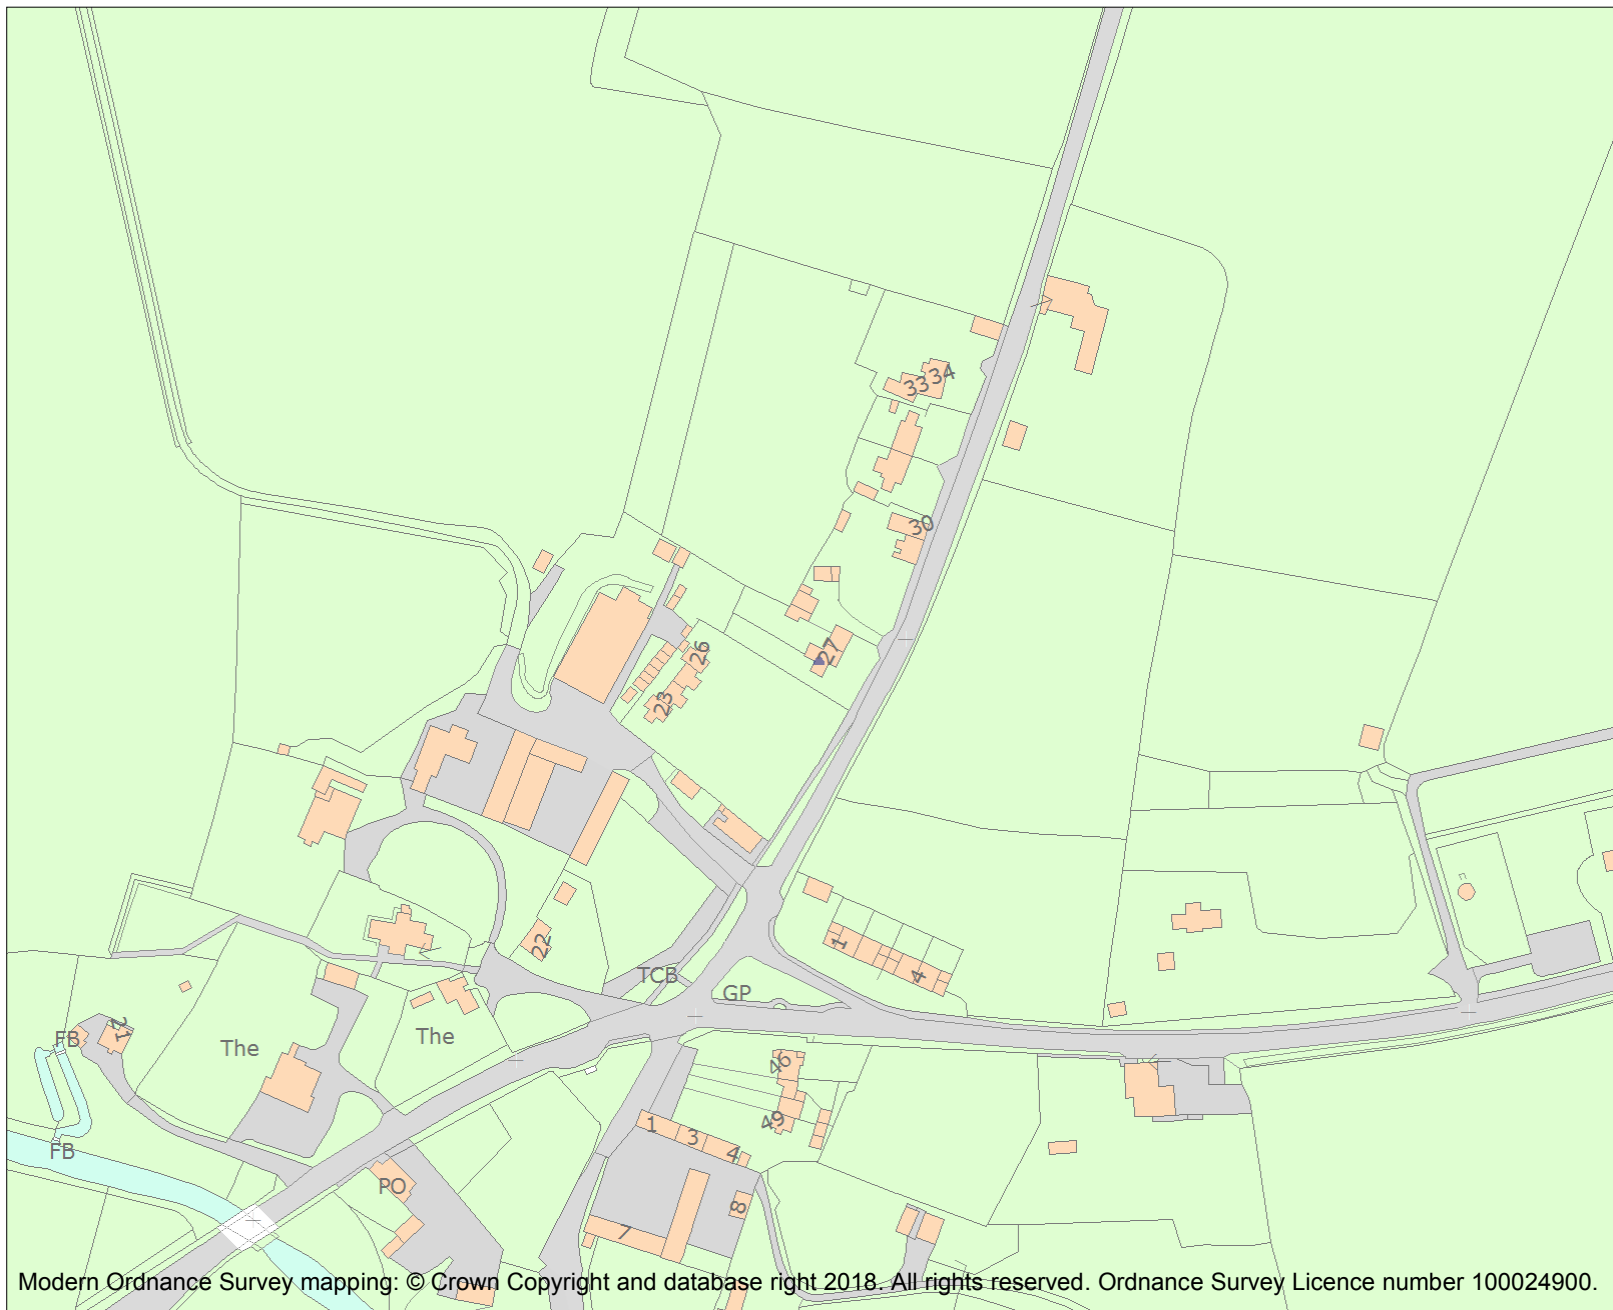 34
33
30
27
26
23
22
1
4
TCB
GP
21
FB
The
The
46
49
FB
1
3
4
PO
8
7
Modern Ordnance Survey mapping: © Crown Copyright and database right 2018. All rights reserved. Ordnance Survey Licence number 100024900.